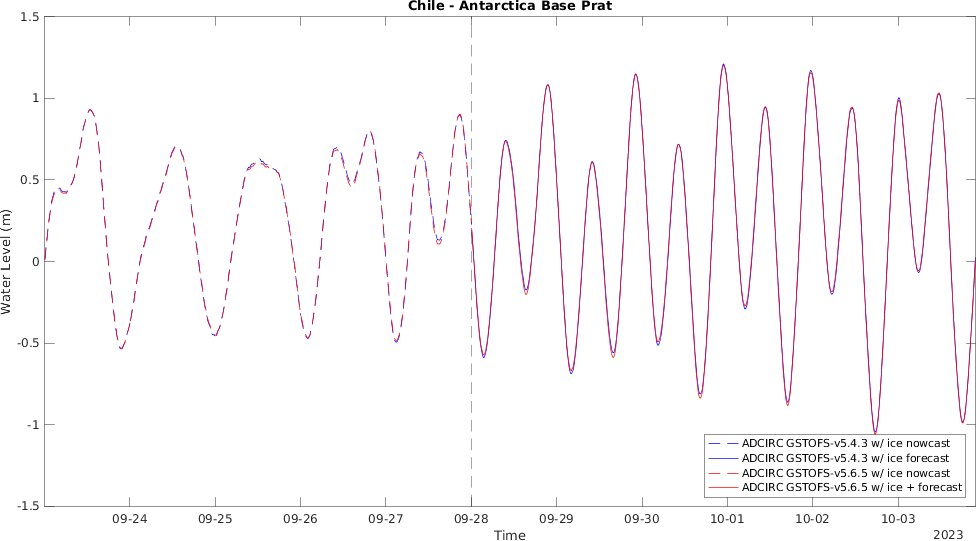 Chile - Antarctica Base Prat
1.5
1
0.5
0
-0.5
-1
-1.5
Water Level (m)
ADCIRC GSTOFS-v5.4.3 w/ ice nowcast
ADCIRC GSTOFS-v5.4.3 w/ ice forecast
ADCIRC GSTOFS-v5.6.5 w/ ice nowcast
ADCIRC GSTOFS-v5.6.5 w/ ice + forecast
09-24 09-25 09-26 09-27 09-28 09-29 09-30 10-01 10-02 10-03
Time
2023